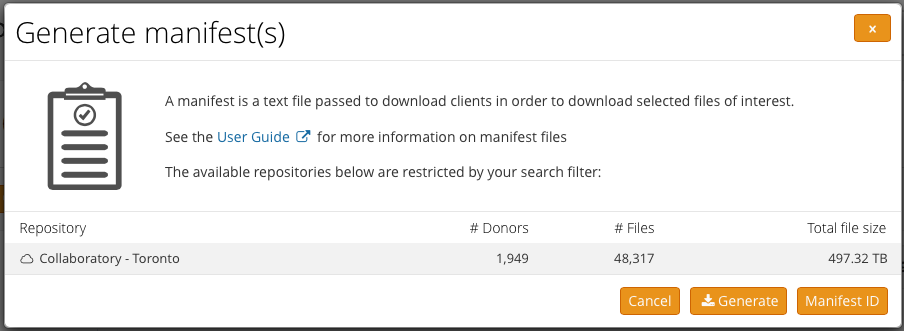 Generate manifest(s)
x
A manifest is a text file passed to download clients in order to download selected files of interest.
See the User Guide for more information on manifest files
The available repositories below are restricted by your search filter:
Repository # Donors # Files Total file size
Collaboratory - Toronto 1,949 48,317 497.32 TB
Cancel Generate Manifest ID